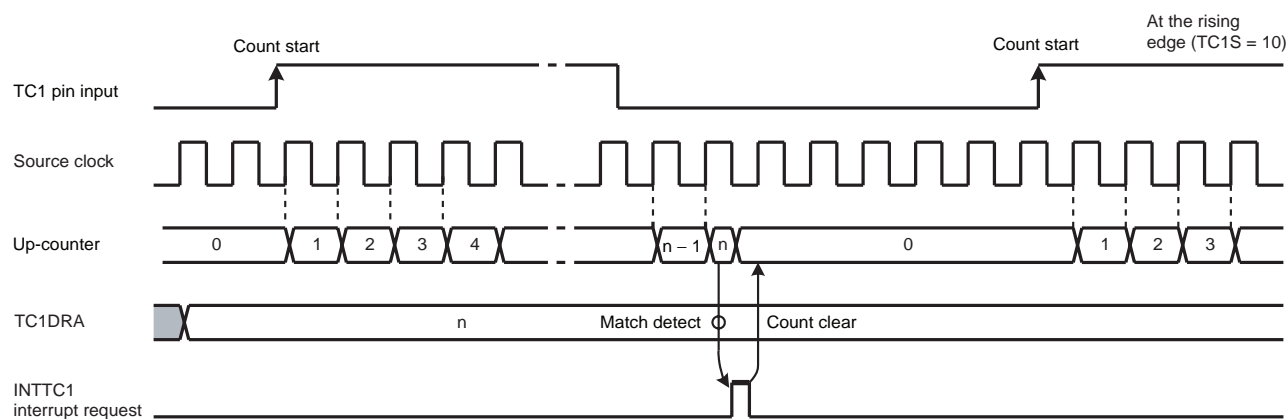 At the rising
edge (TC1S = 10)
Count start
Count start
TC1 pin input
Source clock
Up-counter
0
1
2
3
4
n – 1
n
0
1
2
3
TC1DRA
n
Match detect
Count clear
INTTC1
interrupt request